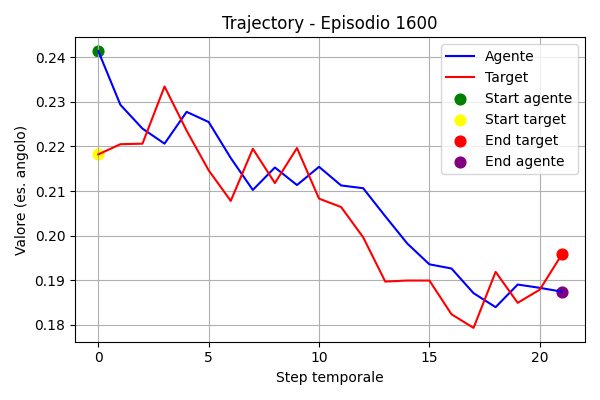 Trajectory - Episodio 1600
Valore (es. angolo)
0.24
0.23
0.22
0.21
0.20
0.19
0.18
Agente
Target
Start agente
Start target
End target
End agente
0 5 10 15 20
Step temporale